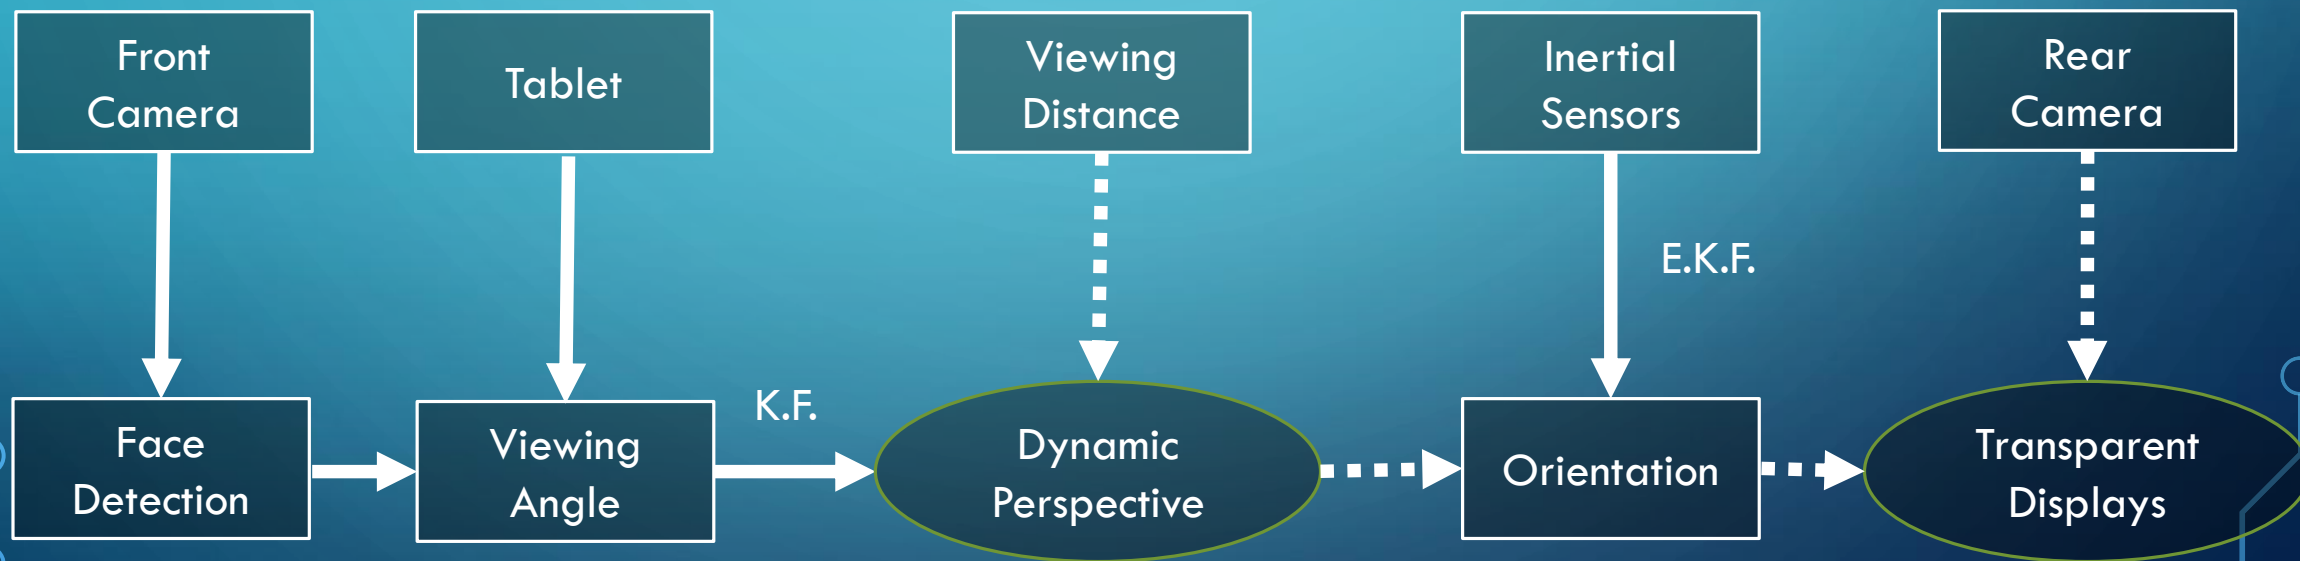 Front
Camera
Tablet
Viewing
Distance
Inertial
Sensors
Rear
Camera
E.K.F.
K.F.
Face
Detection
Viewing
Angle
Dynamic
Perspective
Orientation
Transparent
Displays